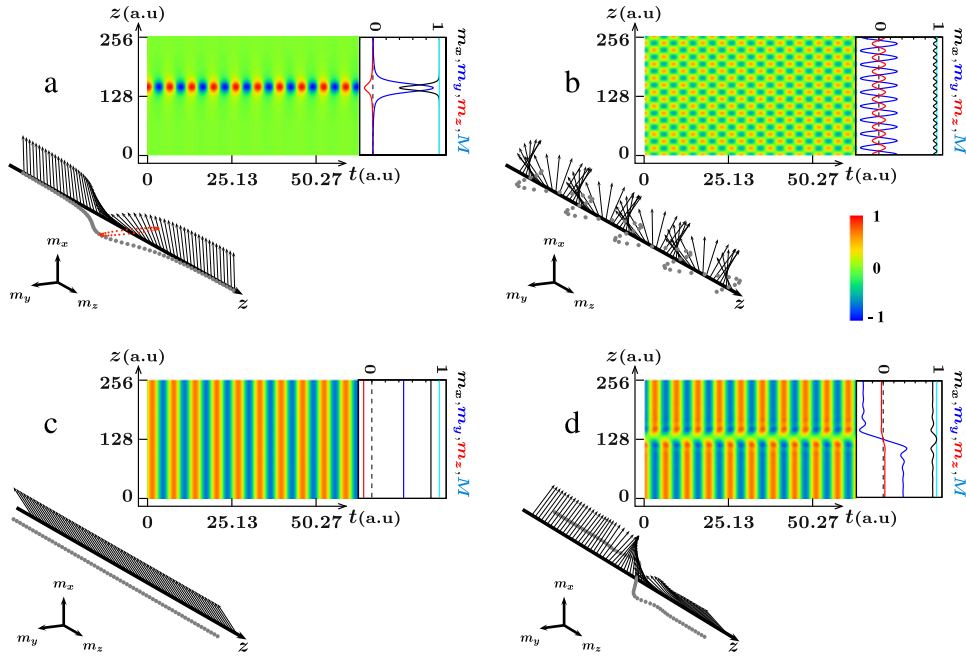 z(a.u)
256
128
0
a
0 1
m_x, m_y, m_z, M
0 25.13 50.27 t(a.u)
m_x
m_y
m_z
z
z(a.u)
256
128
0
b
0 1
m_x, m_y, m_z, M
0 25.13 50.27 t(a.u)
m_x
m_y
m_z
z
1
0
-1
z(a.u)
256
128
0
c
0 1
m_x, m_y, m_z, M
0 25.13 50.27 t(a.u)
m_x
m_y
m_z
z
z(a.u)
256
128
0
d
0 1
m_x, m_y, m_z, M
0 25.13 50.27 t(a.u)
m_x
m_y
m_z
z